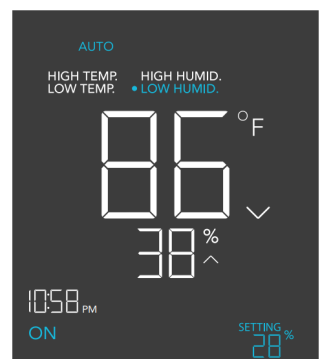 AUTO
HIGH TEMP. HIGH HUMID.
LOW TEMP. • LOW HUMID.
86 °F
38 %
10:58 PM
ON
SETTING
28 %